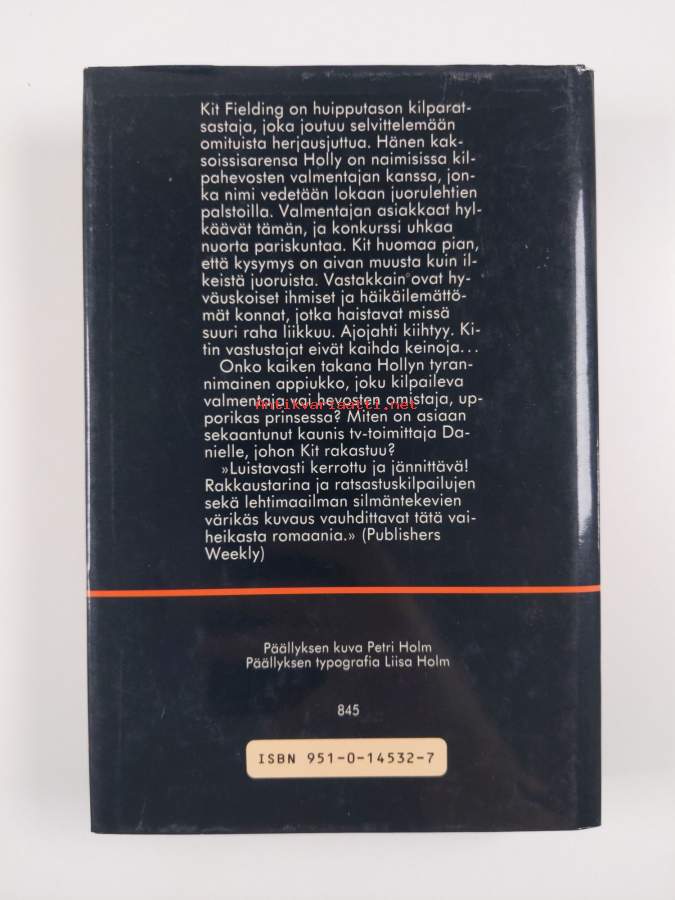 Kit Fielding on huipputason kilparat-
sastaja, joka joutuu selvittelemään
omituista herjausjuttua. Hänen kak-
soissisarensa Holly on naimisissa kil-
pahevosten valmentajan kanssa, jon-
ka nimi vedetään lokaan juorulehtien
palstoilla. Valmentajan asiakkaat hyl-
käävät tämän, ja konkurssi uhkaa
nuorta pariskuntaa. Kit huomaa pian,
että kysymys on aivan muusta kuin il-
keistä juoruista. Vastakkain ovat hy-
väuskoiset ihmiset ja häikäilemättö-
mät konnat, jotka haistavat missä
suuri raha liikkuu. Ajojahti kiihtyy. Ki-
tin vastustajat eivät kaihda keinoja...
Onko kaiken takana Hollyn tyran-
nimainen appiukko, joku kilpaileva
valmentaja vai hevosten omistaja, up-
Antikvariaatti.net
porikas prinsessa? Miten on asiaan
sekaantunut kaunis tv-toimittaja Da-
nielle, johon Kit rakastuu?
»Luistavasti kerrottu ja jännittävä!
Rakkaustarina ja ratsastuskilpailujen
sekä lehtimaailman silmäntekevien
värikäs kuvaus vauhdittavat tätä vai-
heikasta romaania.» (Publishers
Weekly)
Päällyksen kuva Petri Holm
Päällyksen typografia Liisa Holm
845
ISBN 951-0-14532-7